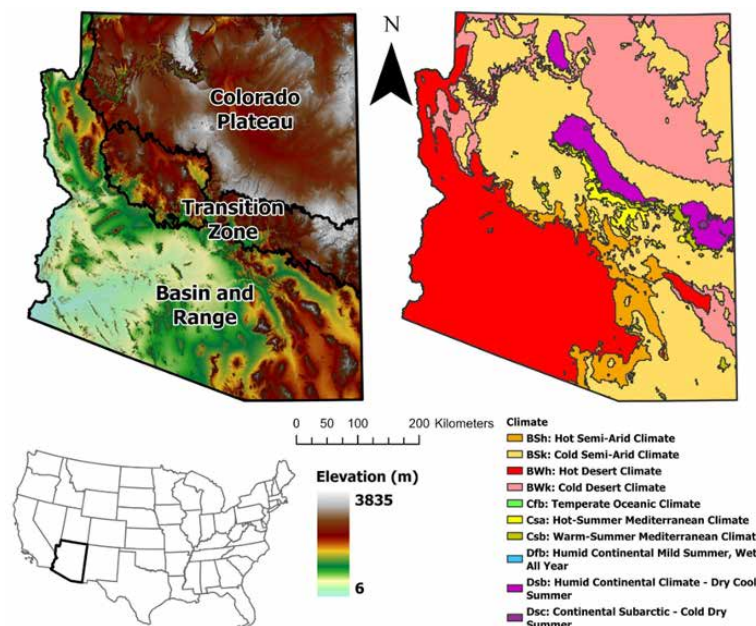 N
Colorado
Plateau
Transition
Zone
Basin and
Range
0 50 100 200 Kilometers
Elevation (m)
3835
6
Climate
BSh: Hot Semi-Arid Climate
BSk: Cold Semi-Arid Climate
BWh: Hot Desert Climate
BWk: Cold Desert Climate
Cfb: Temperate Oceanic Climate
Csa: Hot-Summer Mediterranean Climate
Csb: Warm-Summer Mediterranean Climat
Dfb: Humid Continental Mild Summer, Wet
All Year
Dsb: Humid Continental Climate - Dry Cool
Summer
Dsc: Continental Subarctic - Cold Dry
Summer